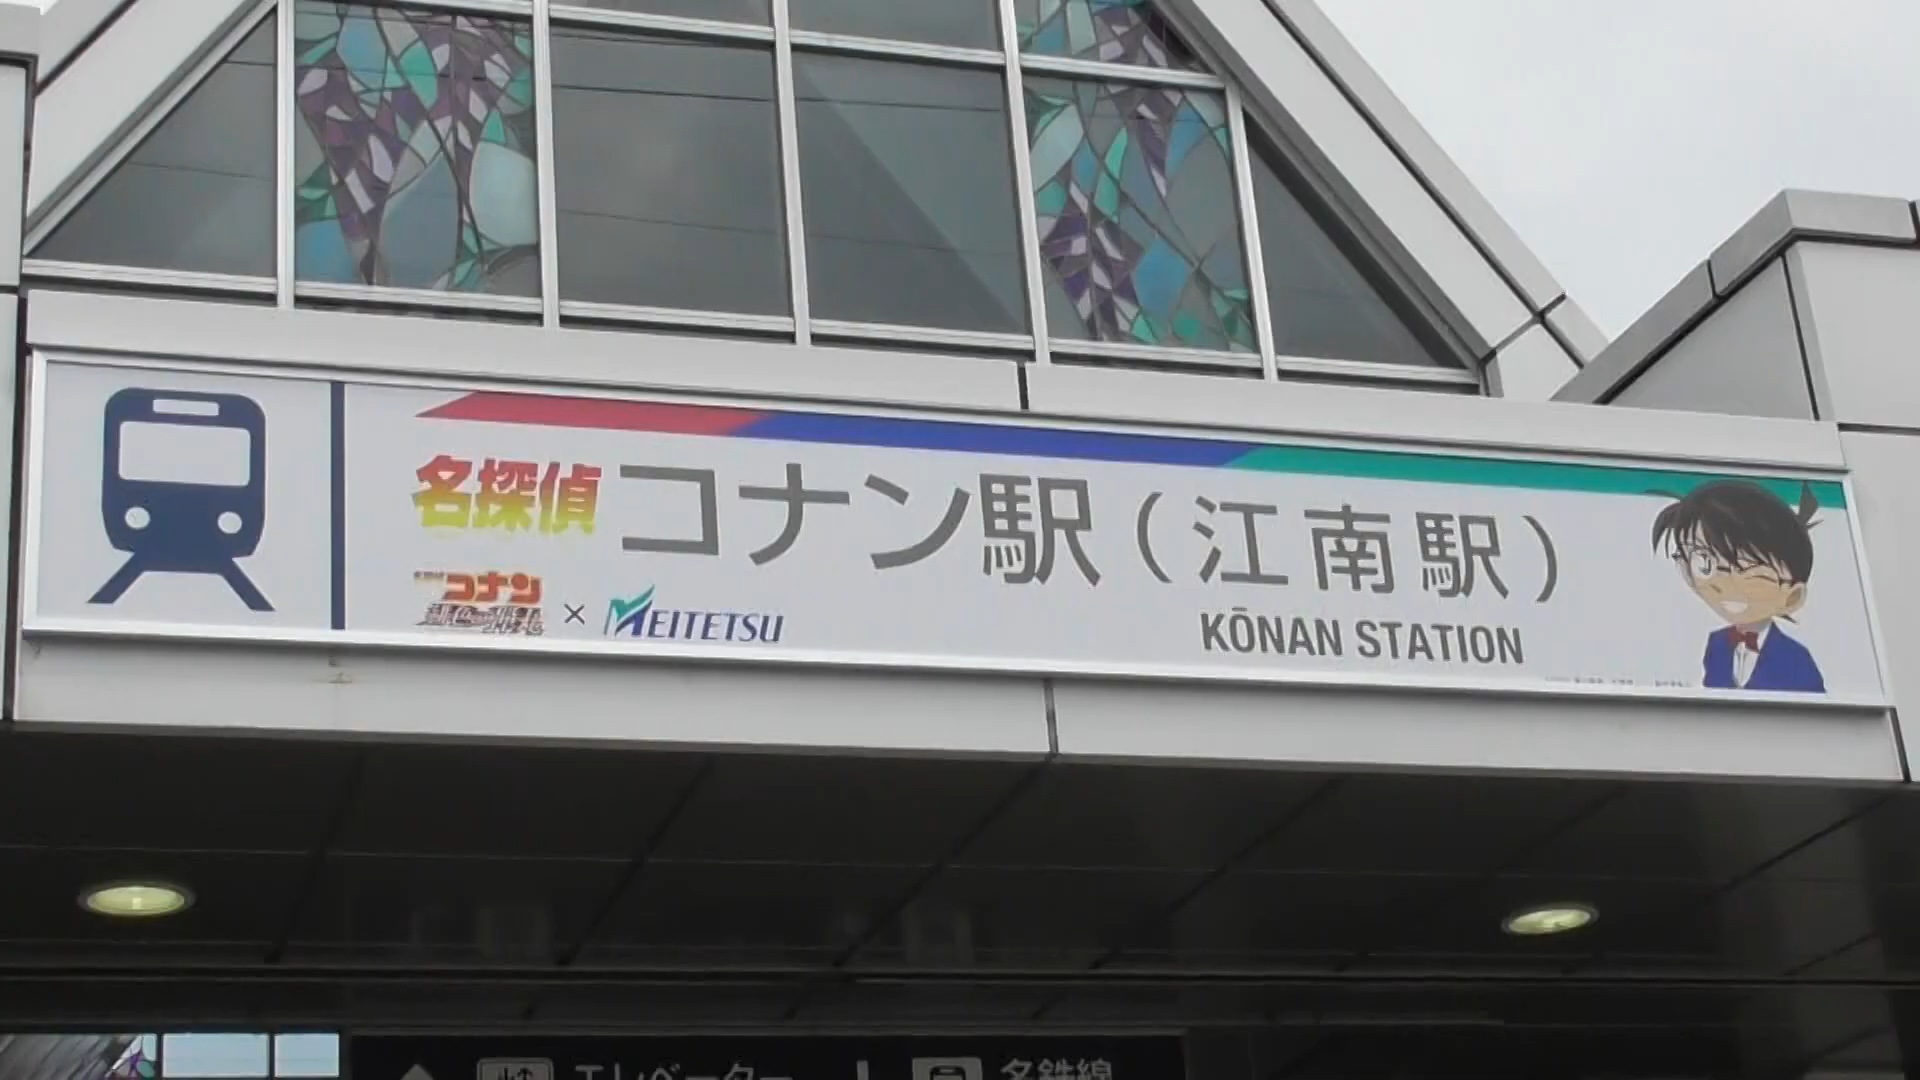 名探偵コナン駅(江南駅)
KŌNAN STATION
コナン
× MEITETSU
エレベーター
名鉄線